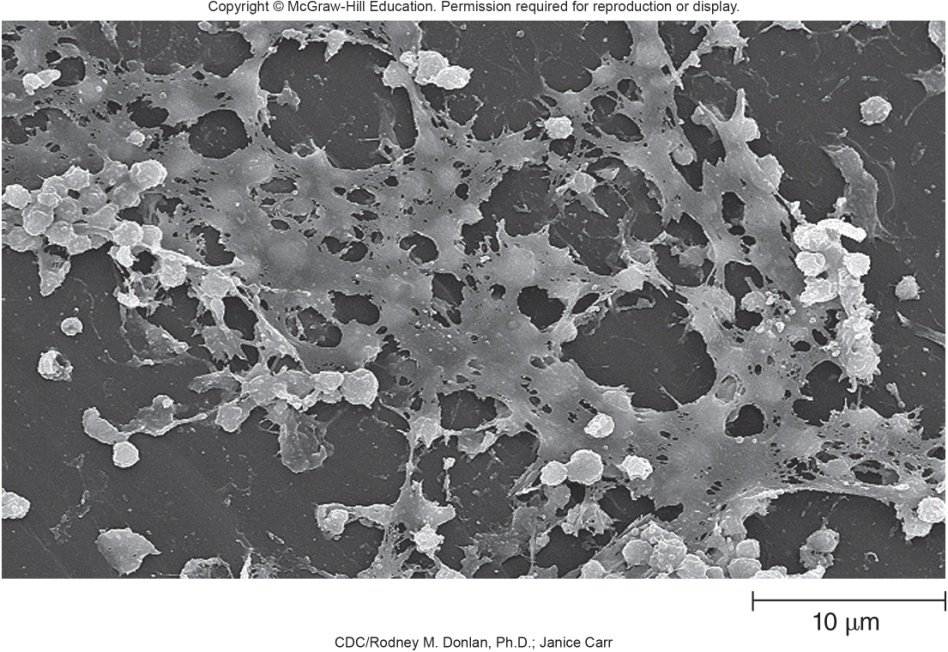 Copyright © McGraw-Hill Education. Permission required for reproduction or display.
10 μm
CDC/Rodney M. Donlan, Ph.D.; Janice Carr